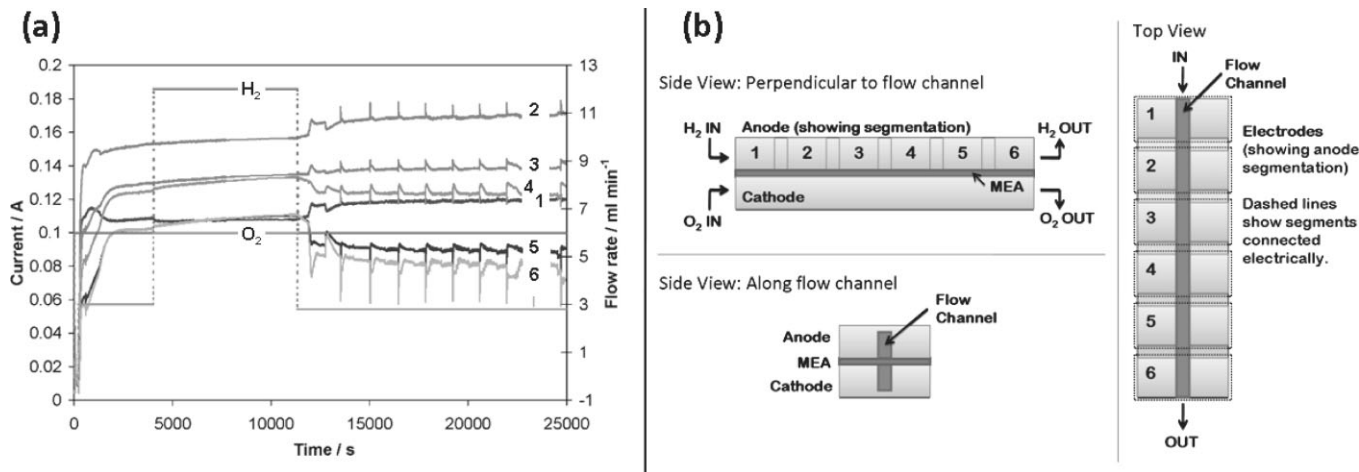 (a)
0.2
0.18
0.16
0.14
0.12
0.1
0.08
0.06
0.04
0.02
0
Current / A
0
5000
10000
15000
20000
25000
Time / s
13
11
9
7
5
3
1
-1
Flow rate / ml min⁻¹
H₂
O₂
2
3
4
1
5
6
(b)
Side View: Perpendicular to flow channel
H₂ IN
Anode (showing segmentation)
H₂ OUT
1 2 3 4 5 6
MEA
Cathode
O₂ IN
O₂ OUT
Side View: Along flow channel
Flow
Channel
Anode
MEA
Cathode
Top View
IN
Flow
Channel
1
2
3
4
5
6
Electrodes
(showing anode
segmentation)
Dashed lines
show segments
connected
electrically.
OUT